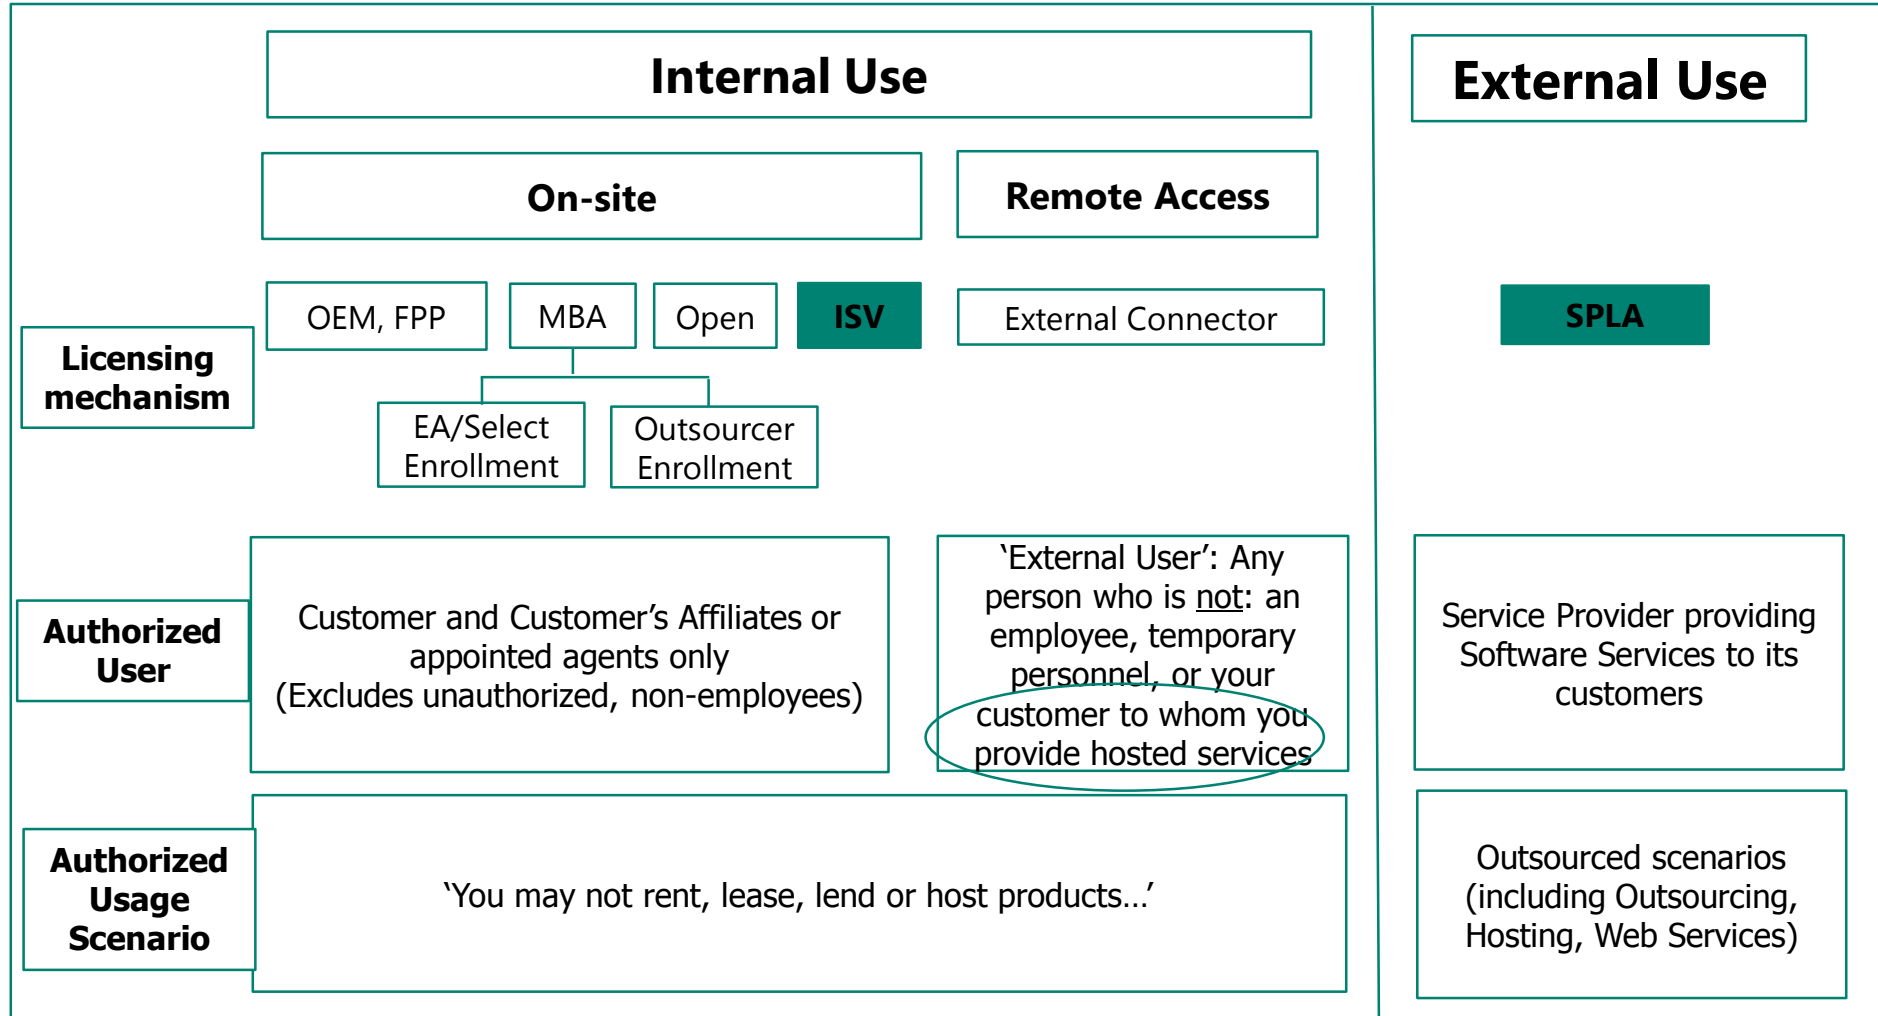 Internal Use
External Use
On-site
Remote Access
Licensing
mechanism
OEM, FPP
MBA
Open
ISV
External Connector
SPLA
EA/Select
Enrollment
Outsourcer
Enrollment
Authorized
User
Customer and Customer's Affiliates or
appointed agents only
(Excludes unauthorized, non-employees)
‘External User’: Any
person who is not: an
employee, temporary
personnel, or your
customer to whom you
provide hosted services
Service Provider providing
Software Services to its
customers
Authorized
Usage
Scenario
‘You may not rent, lease, lend or host products…’
Outsourced scenarios
(including Outsourcing,
Hosting, Web Services)